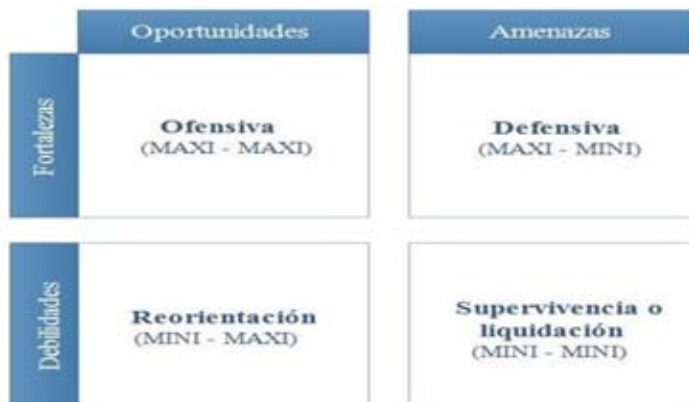 Oportunidades
Amenazas
Fortalezas
Ofensiva
(MAXI - MAXI)
Defensiva
(MAXI - MINI)
Debilidades
Reorientación
(MINI - MAXI)
Supervivencia o
liquidación
(MINI - MINI)